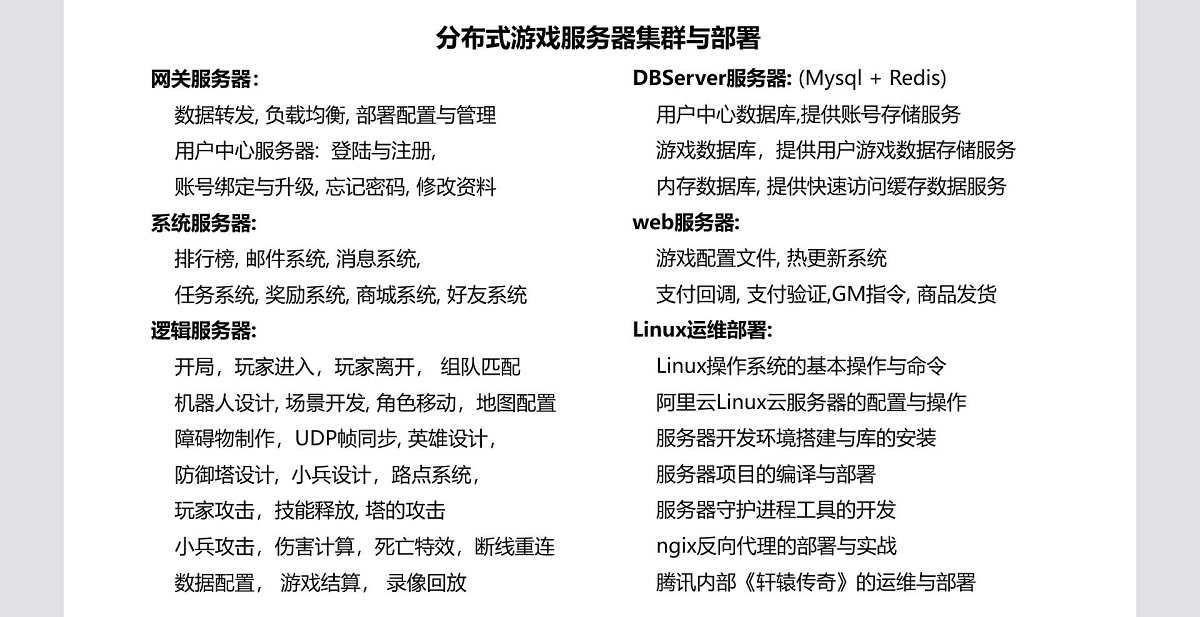 分布式游戏服务器集群与部署
网关服务器:
数据转发, 负载均衡, 部署配置与管理
用户中心服务器: 登陆与注册,
账号绑定与升级, 忘记密码, 修改资料
系统服务器:
排行榜, 邮件系统, 消息系统,
任务系统, 奖励系统, 商城系统, 好友系统
逻辑服务器:
开局，玩家进入，玩家离开， 组队匹配
机器人设计, 场景开发, 角色移动，地图配置
障碍物制作，UDP帧同步, 英雄设计，
防御塔设计，小兵设计，路点系统，
玩家攻击，技能释放, 塔的攻击
小兵攻击，伤害计算，死亡特效，断线重连
数据配置， 游戏结算， 录像回放
DBServer服务器: (Mysql + Redis)
用户中心数据库,提供账号存储服务
游戏数据库，提供用户游戏数据存储服务
内存数据库, 提供快速访问缓存数据服务
web服务器:
游戏配置文件, 热更新系统
支付回调, 支付验证,GM指令, 商品发货
Linux运维部署:
Linux操作系统的基本操作与命令
阿里云Linux云服务器的配置与操作
服务器开发环境搭建与库的安装
服务器项目的编译与部署
服务器守护进程工具的开发
ngix反向代理的部署与实战
腾讯内部《轩辕传奇》的运维与部署